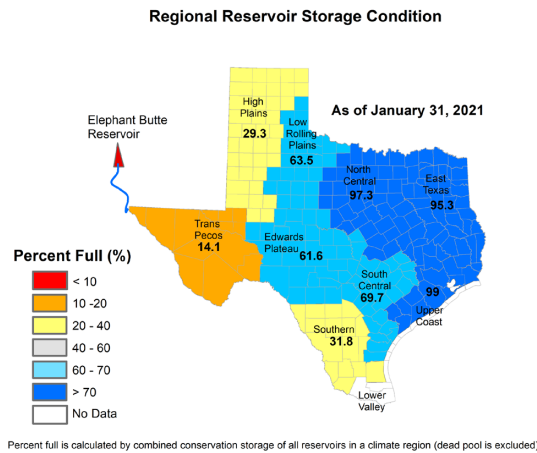 Regional Reservoir Storage Condition
As of January 31, 2021
High
Plains
29.3
Low
Rolling
Plains
63.5
Elephant Butte
Reservoir
North
Central
97.3
East
Texas
95.3
Trans
Pecos
14.1
Edwards
Plateau
61.6
South
Central
69.7
99
Upper
Coast
Southern
31.8
Lower
Valley
Percent Full (%)
< 10
10 -20
20 - 40
40 - 60
60 - 70
> 70
No Data
Percent full is calculated by combined conservation storage of all reservoirs in a climate region (dead pool is excluded)